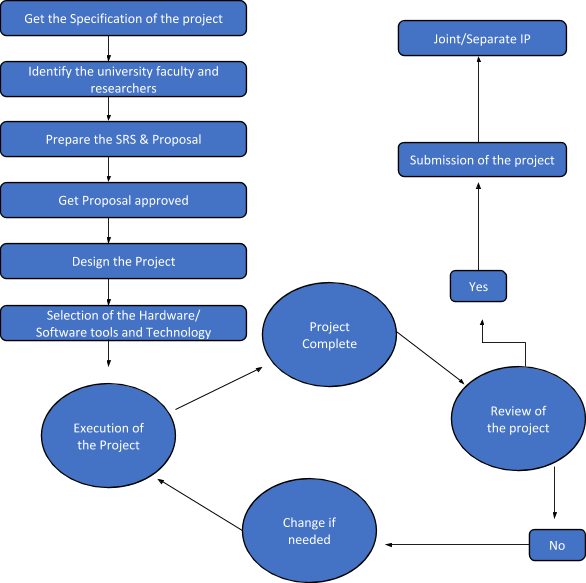 Get the Specification of the project
Identify the university faculty and
researchers
Prepare the SRS & Proposal
Get Proposal approved
Design the Project
Selection of the Hardware/
Software tools and Technology
Execution of
the Project
Project
Complete
Review of
the project
Yes
Submission of the project
Joint/Separate IP
No
Change if
needed